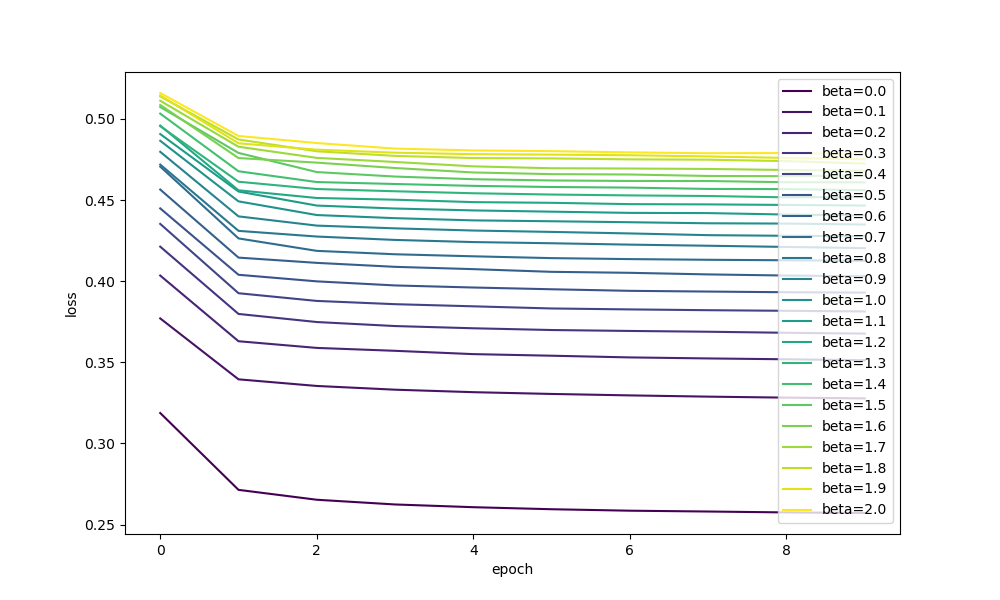 0.50
0.45
0.40
0.35
0.30
0.25
loss
0
2
4
6
8
epoch
beta=0.0
beta=0.1
beta=0.2
beta=0.3
beta=0.4
beta=0.5
beta=0.6
beta=0.7
beta=0.8
beta=0.9
beta=1.0
beta=1.1
beta=1.2
beta=1.3
beta=1.4
beta=1.5
beta=1.6
beta=1.7
beta=1.8
beta=1.9
beta=2.0